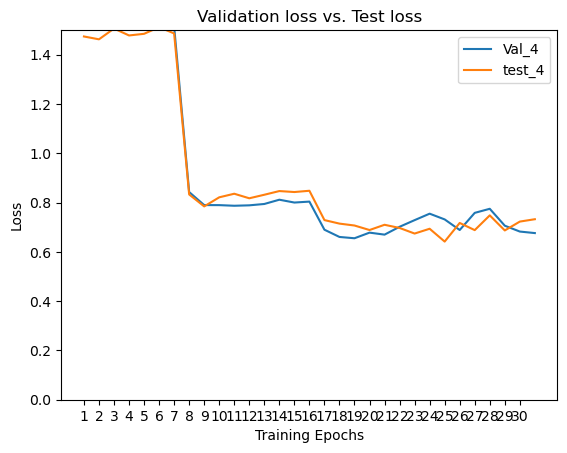 Validation loss vs. Test loss
Val_4
test_4
1.4
1.2
1.0
0.8
0.6
0.4
0.2
0.0
Loss
1 2 3 4 5 6 7 8 9 10 11 12 13 14 15 16 17 18 19 20 21 22 23 24 25 26 27 28 29 30
Training Epochs